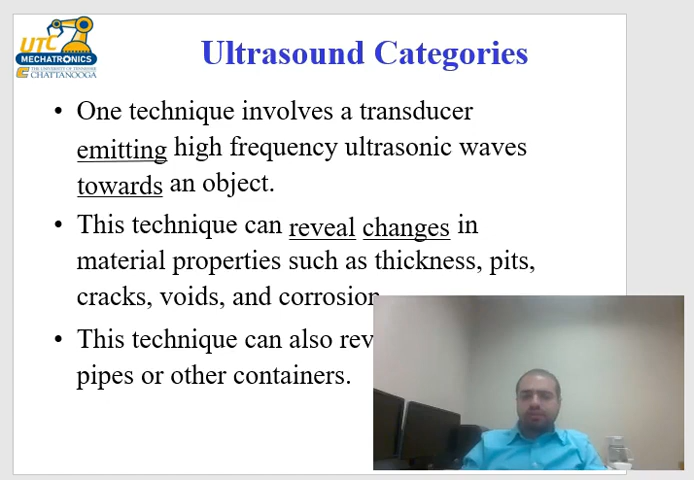 UTC
MECHATRONICS
THE UNIVERSITY OF TENNESSEE
CHATTANOOGA
Ultrasound Categories
• One technique involves a transducer
emitting high frequency ultrasonic waves
towards an object.
• This technique can reveal changes in
material properties such as thickness, pits,
cracks, voids, and corrosion
• This technique can also rev
pipes or other containers.